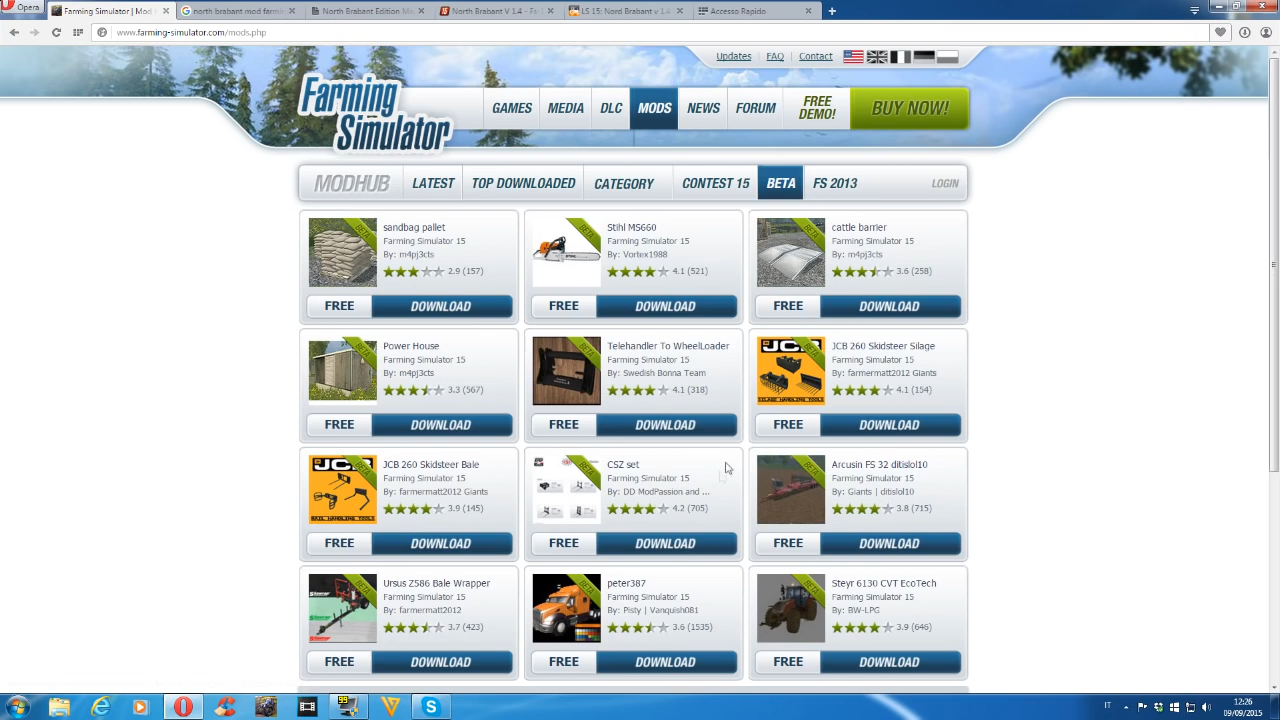 Opera
Farming Simulator | Mod
north brabant mod farmin
North Brabant Edition Ma
North Brabant V 1.4 - Fs
LS 15: Nord Brabant v 1.4
Accesso Rapido
www.farming-simulator.com/mods.php
Updates FAQ Contact
Farming Simulator
GAMES MEDIA DLC MODS NEWS FORUM FREE DEMO! BUY NOW!
MODHUB LATEST TOP DOWNLOADED CATEGORY CONTEST 15 BETA FS 2013 LOGIN
sandbag pallet
Farming Simulator 15
By: m4pj3cts
2.9 (157)
FREE DOWNLOAD
Stihl MS660
Farming Simulator 15
By: Vortex1988
4.1 (521)
FREE DOWNLOAD
cattle barrier
Farming Simulator 15
By: m4pj3cts
3.6 (258)
FREE DOWNLOAD
Power House
Farming Simulator 15
By: m4pj3cts
3.3 (567)
FREE DOWNLOAD
Telehandler To WheelLoader
Farming Simulator 15
By: Swedish Bonna Team
4.1 (318)
FREE DOWNLOAD
JCB 260 Skidsteer Silage
Farming Simulator 15
By: farmermatt2012 Giants
4.1 (154)
FREE DOWNLOAD
JCB 260 Skidsteer Bale
Farming Simulator 15
By: farmermatt2012 Giants
3.9 (145)
FREE DOWNLOAD
CSZ set
Farming Simulator 15
By: DD ModPassion and ...
4.2 (705)
FREE DOWNLOAD
Arcusin FS 32 ditislol10
Farming Simulator 15
By: Giants | ditislol10
3.8 (715)
FREE DOWNLOAD
Ursus Z586 Bale Wrapper
Farming Simulator 15
By: farmermatt2012
3.7 (423)
FREE DOWNLOAD
peter387
Farming Simulator 15
By: Pisty | Vanquish081
3.6 (1535)
FREE DOWNLOAD
Steyr 6130 CVT EcoTech
Farming Simulator 15
By: BW-LPG
3.9 (646)
FREE DOWNLOAD
IT
12:26
09/09/2015